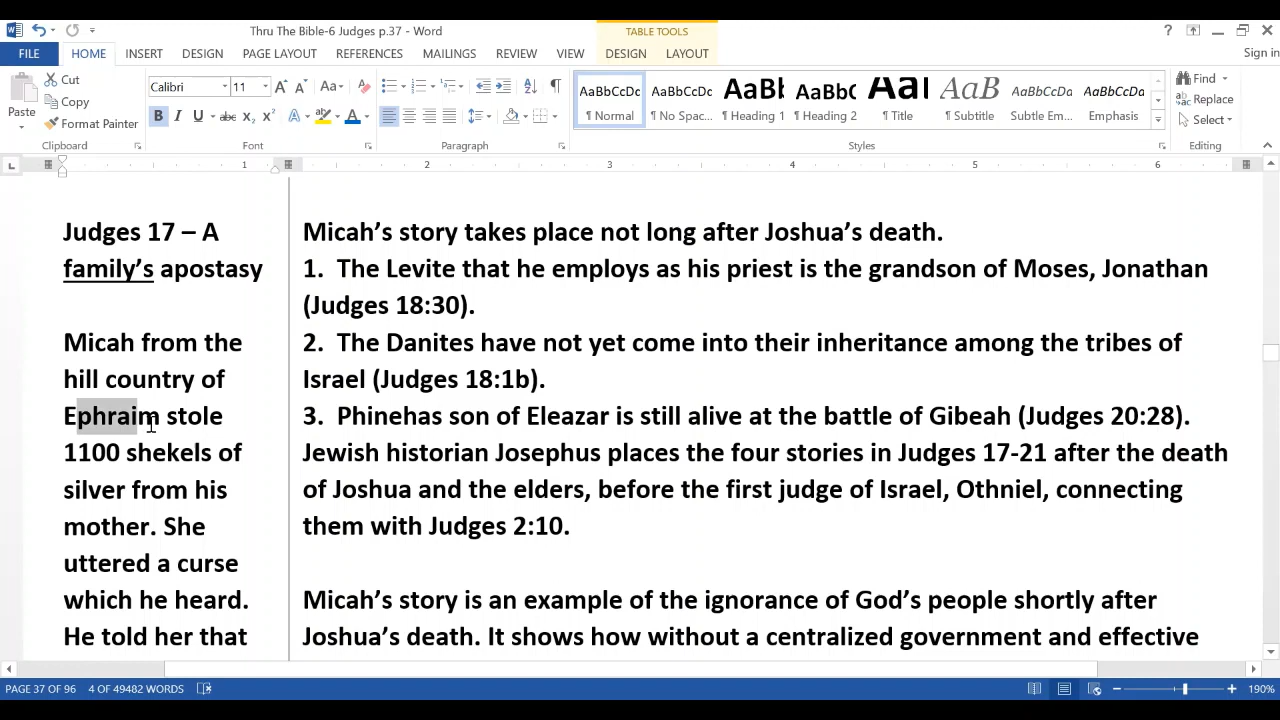 Thru The Bible-6 Judges p.37 - Word
TABLE TOOLS
?
FILE
HOME
INSERT
DESIGN
PAGE LAYOUT
REFERENCES
MAILINGS
REVIEW
VIEW
DESIGN
LAYOUT
Sign in
Paste
Cut
Copy
Format Painter
Clipboard
Calibri
11
Font
Paragraph
AaBbCcDc
¶ Normal
AaBbCcDc
¶ No Spac...
AaBb
¶ Heading 1
AaBbC
¶ Heading 2
AaI
¶ Title
AaB
¶ Subtitle
AaBbCcDc
Subtle Em...
AaBbCcDc
Emphasis
Styles
Find
Replace
Select
Editing
1
2
3
4
5
6
Judges 17 – A
family’s apostasy
Micah from the
hill country of
Ephraim stole
1100 shekels of
silver from his
mother. She
uttered a curse
which he heard.
He told her that
Micah’s story takes place not long after Joshua’s death.
1. The Levite that he employs as his priest is the grandson of Moses, Jonathan
(Judges 18:30).
2. The Danites have not yet come into their inheritance among the tribes of
Israel (Judges 18:1b).
3. Phinehas son of Eleazar is still alive at the battle of Gibeah (Judges 20:28).
Jewish historian Josephus places the four stories in Judges 17-21 after the death
of Joshua and the elders, before the first judge of Israel, Othniel, connecting
them with Judges 2:10.
Micah’s story is an example of the ignorance of God’s people shortly after
Joshua’s death. It shows how without a centralized government and effective
PAGE 37 OF 96
4 OF 49482 WORDS
190%